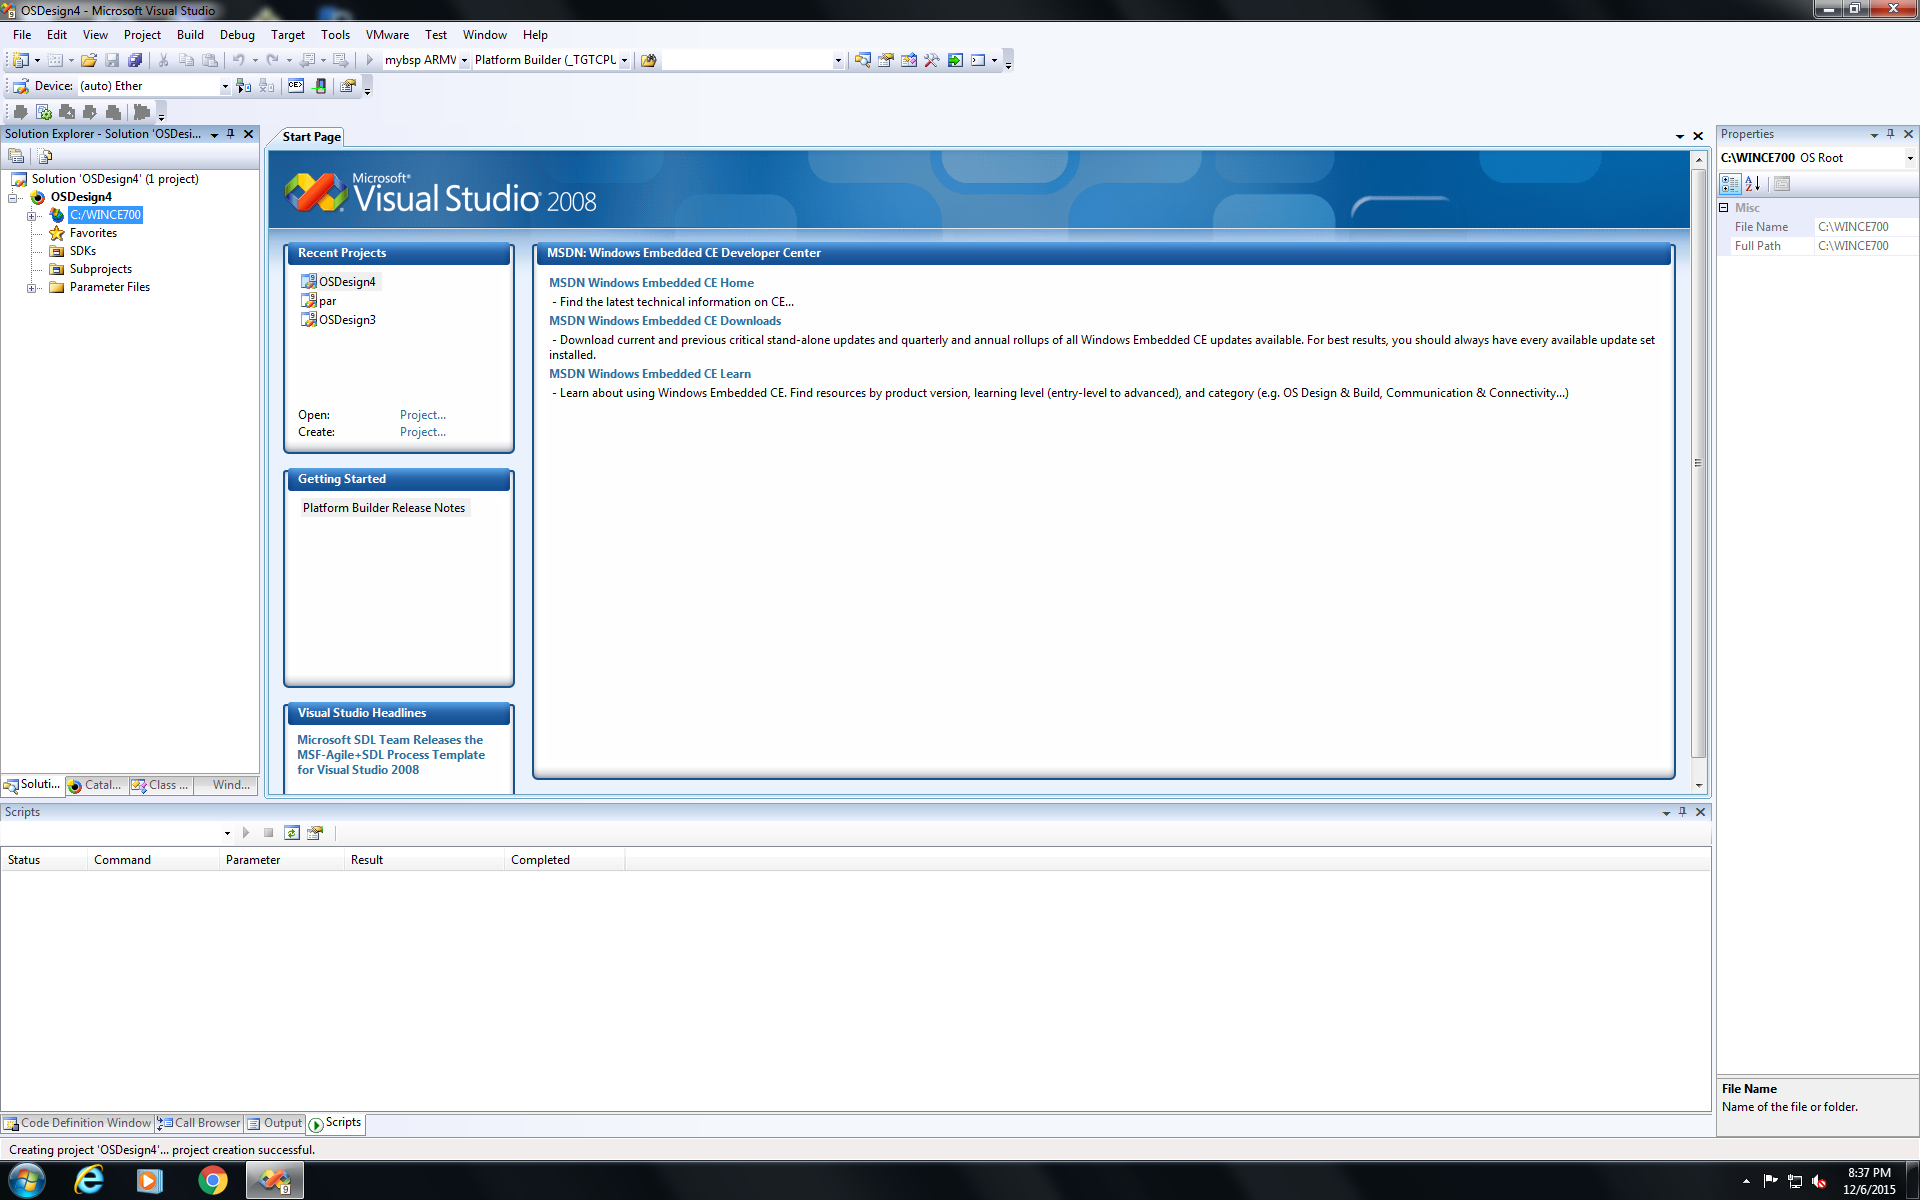 OSDesign4 - Microsoft Visual Studio
File Edit View Project Build Debug Target Tools VMware Test Window Help
mybsp ARMV Platform Builder (_TGTCPU
Device: (auto) Ether
Solution Explorer - Solution 'OSDesi...
Solution 'OSDesign4' (1 project)
OSDesign4
C:/WINCE700
Favorites
SDKs
Subprojects
Parameter Files
Soluti... Catal... Class ... Wind...
Start Page
Microsoft®
Visual Studio® 2008
Recent Projects
OSDesign4
par
OSDesign3
Open: Project...
Create: Project...
Getting Started
Platform Builder Release Notes
Visual Studio Headlines
Microsoft SDL Team Releases the
MSF-Agile+SDL Process Template
for Visual Studio 2008
MSDN: Windows Embedded CE Developer Center
MSDN Windows Embedded CE Home
- Find the latest technical information on CE...
MSDN Windows Embedded CE Downloads
- Download current and previous critical stand-alone updates and quarterly and annual rollups of all Windows Embedded CE updates available. For best results, you should always have every available update set
installed.
MSDN Windows Embedded CE Learn
- Learn about using Windows Embedded CE. Find resources by product version, learning level (entry-level to advanced), and category (e.g. OS Design & Build, Communication & Connectivity...)
Properties
C:\WINCE700 OS Root
Misc
File Name C:\WINCE700
Full Path C:\WINCE700
File Name
Name of the file or folder.
Scripts
Status Command Parameter Result Completed
Code Definition Window Call Browser Output Scripts
Creating project 'OSDesign4'... project creation successful.
8:37 PM
12/6/2015